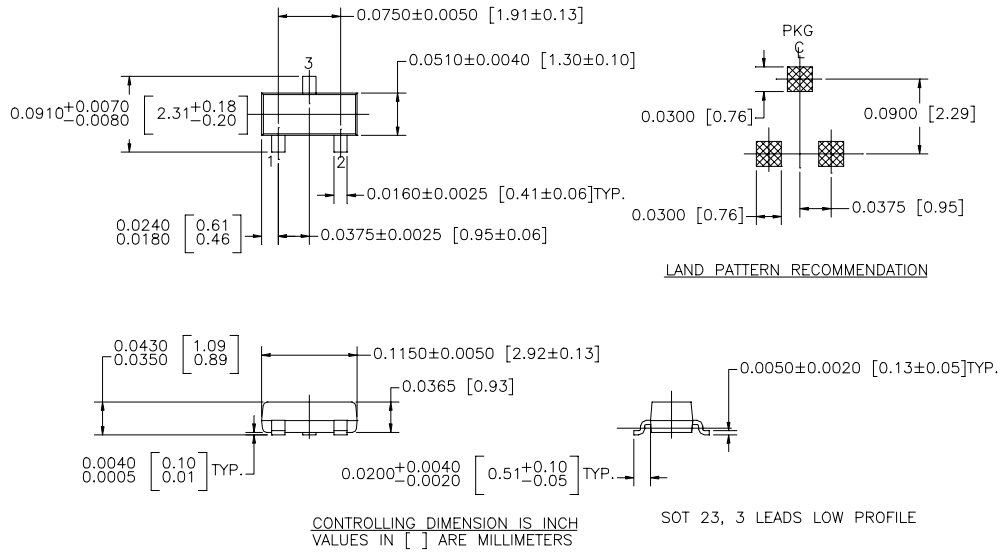 0.0750±0.0050 [1.91±0.13]
3
0.0510±0.0040 [1.30±0.10]
0.0910+0.0070 -0.0080 [2.31+0.18 -0.20]
1
2
0.0160±0.0025 [0.41±0.06]TYP.
0.0240 [0.61
0.0180 0.46]
0.0375±0.0025 [0.95±0.06]
PKG
CL
0.0300 [0.76]
0.0900 [2.29]
0.0300 [0.76]
0.0375 [0.95]
LAND PATTERN RECOMMENDATION
0.0430 [1.09
0.0350 0.89]
0.1150±0.0050 [2.92±0.13]
0.0365 [0.93]
0.0050±0.0020 [0.13±0.05]TYP.
0.0040 [0.10
0.0005 0.01] TYP.
0.0200+0.0040 -0.0020 [0.51+0.10 -0.05] TYP.
CONTROLLING DIMENSION IS INCH
VALUES IN [ ] ARE MILLIMETERS
SOT 23, 3 LEADS LOW PROFILE